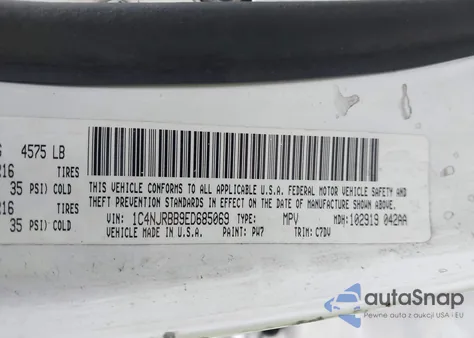 4575 LB
R16 TIRES
35 PSI) COLD
R16 TIRES
35 PSI) COLD
THIS VEHICLE CONFORMS TO ALL APPLICABLE U.S.A. FEDERAL MOTOR VEHICLE SAFETY AND
THEFT PREVENTION STANDARDS IN EFFECT ON THE DATE OF MANUFACTURE SHOWN ABOVE.
VIN: 1C4NJRBB9ED685069 TYPE: MPV MDH: 102919 042AA
VEHICLE MADE IN U.S.A. PAINT: PW7 TRIM: C7DV
autoSnap
Pewne auta z aukcji USA i EU